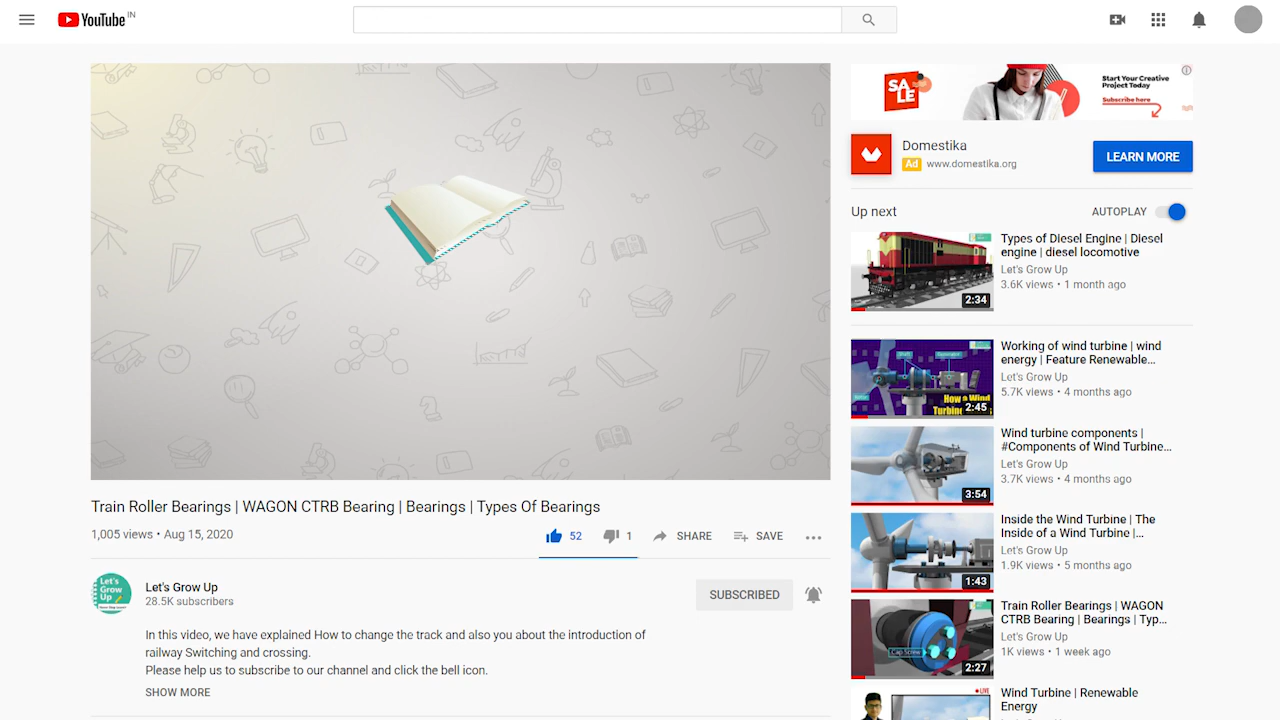 YouTube IN
SALE
Start Your Creative
Project Today
Subscribe here
Domestika
Ad www.domestika.org
LEARN MORE
Up next
AUTOPLAY
Types of DIesel Engine | Diesel
engine | diesel locomotive
Let's Grow Up
3.6K views • 1 month ago
2:34
Shaft
Generator
How a Wind
Turbine
2:45
Working of wind turbine | wind
energy | Feature Renewable...
Let's Grow Up
5.7K views • 4 months ago
3:54
Wind turbine components |
#Components of Wind Turbine...
Let's Grow Up
3.7K views • 4 months ago
1:43
Inside the Wind Turbine | The
Inside of a Wind Turbine |...
Let's Grow Up
1.9K views • 5 months ago
Cap Screw
2:27
Train Roller Bearings | WAGON
CTRB Bearing | Bearings | Typ...
Let's Grow Up
1K views • 1 week ago
LIVE
Wind Turbine | Renewable
Energy
Train Roller Bearings | WAGON CTRB Bearing | Bearings | Types Of Bearings
1,005 views • Aug 15, 2020
52
1
SHARE
SAVE
Let's
Grow
Up
Let's Grow Up
28.5K subscribers
SUBSCRIBED
In this video, we have explained How to change the track and also you about the introduction of
railway Switching and crossing.
Please help us to subscribe to our channel and click the bell icon.
SHOW MORE